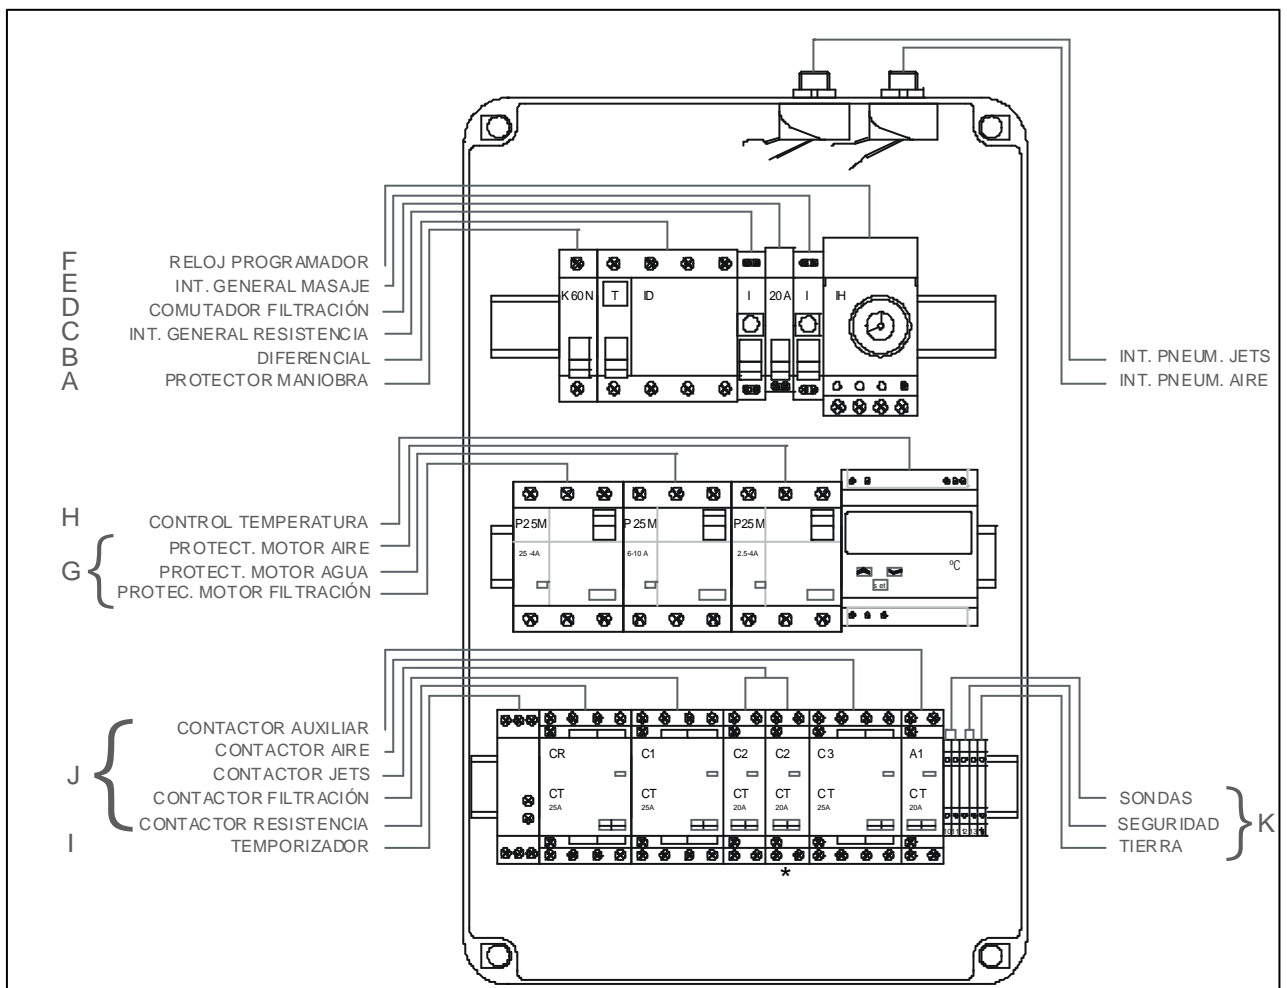 F RELOJ PROGRAMADOR
E INT. GENERAL MASAJE
D COMUTADOR FILTRACIÓN
C INT. GENERAL RESISTENCIA
B DIFERENCIAL
A PROTECTOR MANIOBRA
K60N T ID I 20A I IH
INT. PNEUM. JETS
INT. PNEUM. AIRE
H CONTROL TEMPERATURA
G PROTECT. MOTOR AIRE
PROTECT. MOTOR AGUA
PROTEC. MOTOR FILTRACIÓN
P25M P25M P25M
25-4A 6-10 A 2.5-4A
ºC
set
J CONTACTOR AUXILIAR
CONTACTOR AIRE
CONTACTOR JETS
CONTACTOR FILTRACIÓN
CONTACTOR RESISTENCIA
I TEMPORIZADOR
CR C1 C2 C2 C3 A1
CT CT CT CT CT CT
25A 25A 20A 20A 25A 20A
10 11 12 13
*
SONDAS
SEGURIDAD K
TIERRA